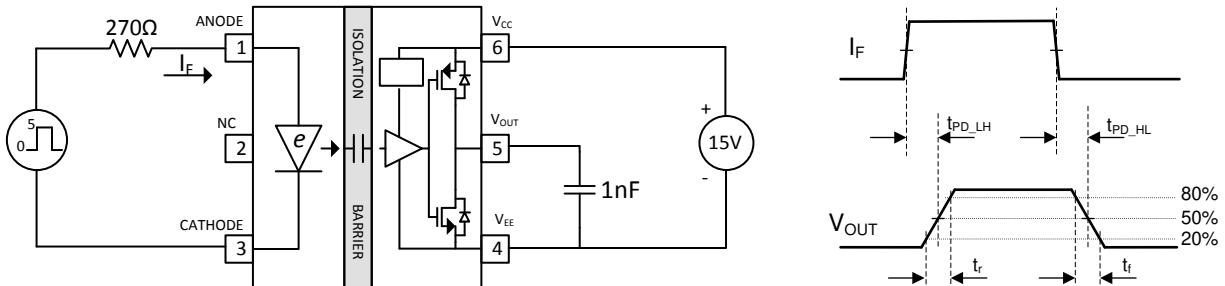 270Ω
I_F
5
0
ANODE
1
NC
2
CATHODE
3
e
ISOLATION
BARRIER
V_CC
6
V_OUT
5
V_EE
4
1nF
+
15V
-
I_F
t_PD_LH
t_PD_HL
V_OUT
80%
50%
20%
t_r
t_f